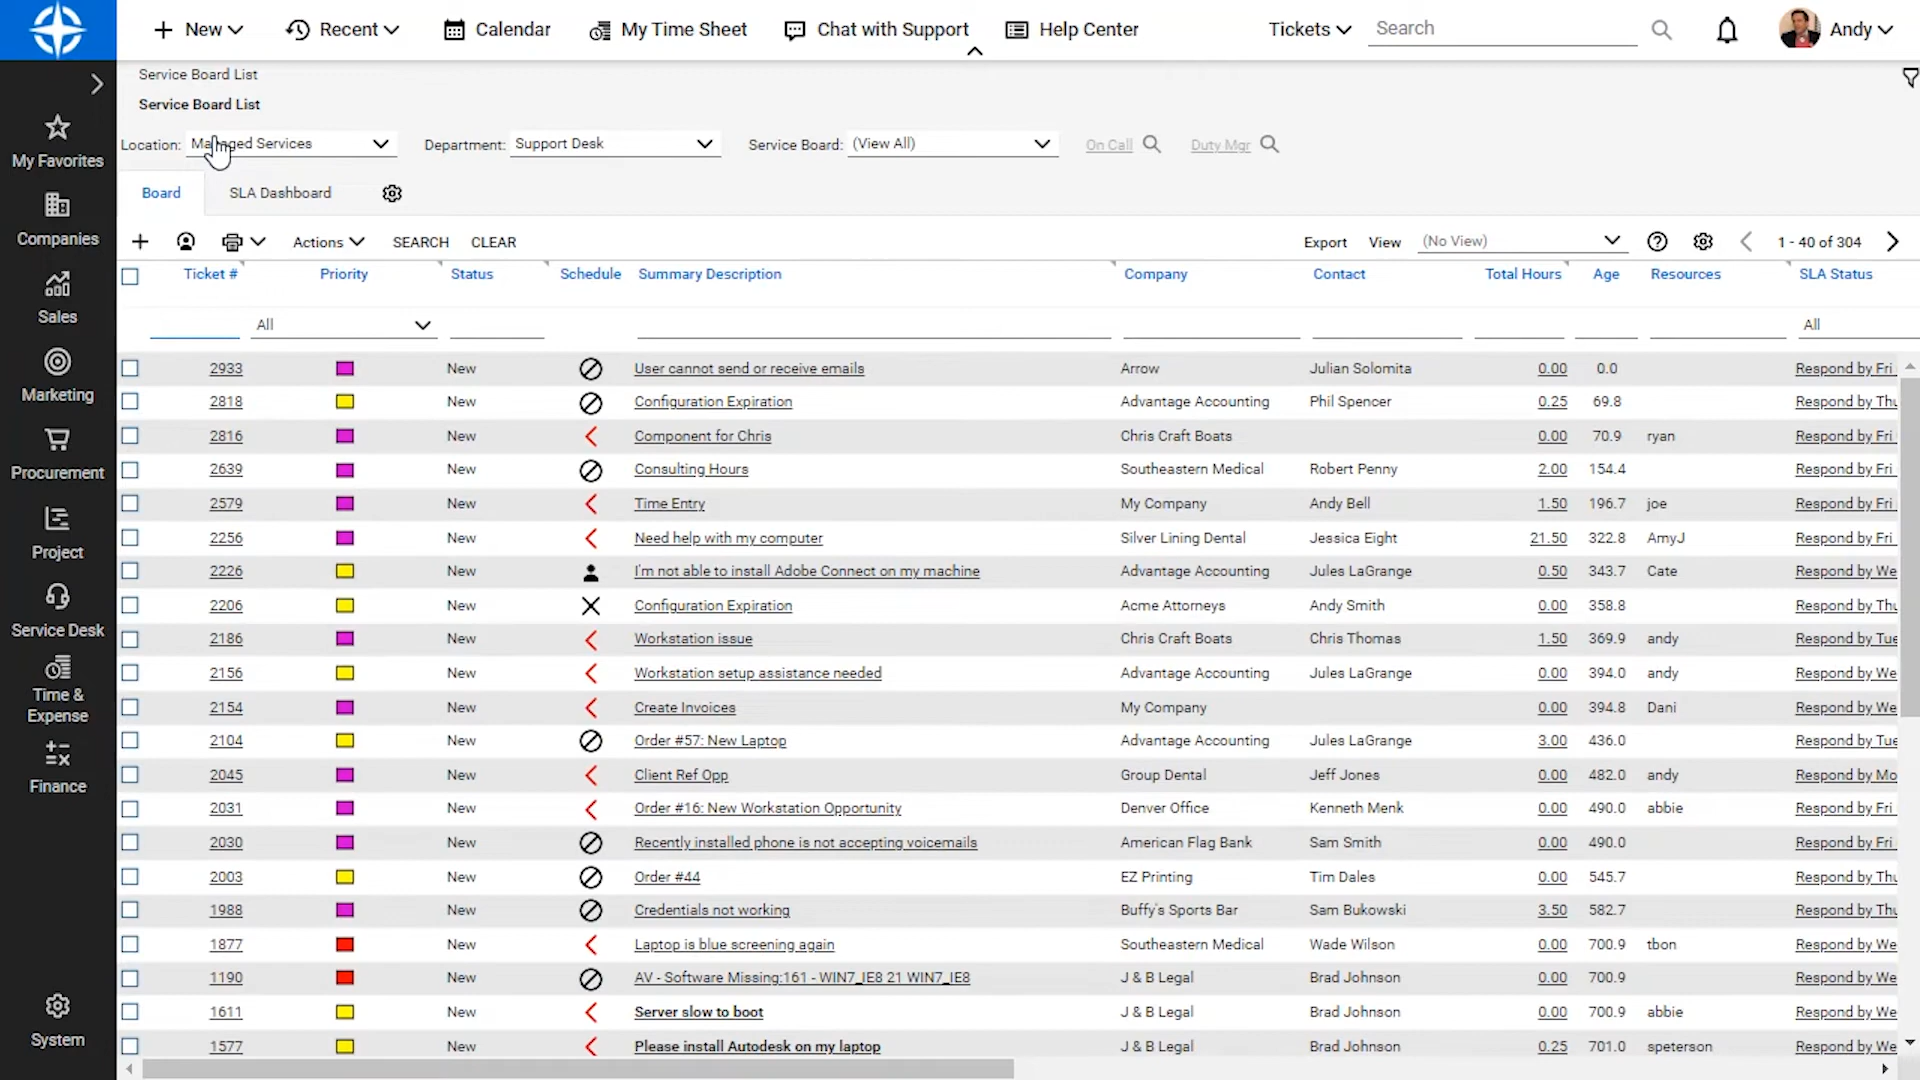 New Recent Calendar My Time Sheet Chat with Support Help Center Tickets Search Andy
Service Board List
Service Board List
Location: Managed Services Department: Support Desk Service Board: (View All) On Call Duty Mgr
Board SLA Dashboard
Actions SEARCH CLEAR Export View (No View) 1 - 40 of 304
Ticket # Priority Status Schedule Summary Description Company Contact Total Hours Age Resources SLA Status
All All
2933 New User cannot send or receive emails Arrow Julian Solomita 0.00 0.0 Respond by Fri
2818 New Configuration Expiration Advantage Accounting Phil Spencer 0.25 69.8 Respond by Thu
2816 New Component for Chris Chris Craft Boats 0.00 70.9 ryan Respond by Fri
2639 New Consulting Hours Southeastern Medical Robert Penny 2.00 154.4 Respond by Fri
2579 New Time Entry My Company Andy Bell 1.50 196.7 joe Respond by Fri
2256 New Need help with my computer Silver Lining Dental Jessica Eight 21.50 322.8 AmyJ Respond by Fri
2226 New I'm not able to install Adobe Connect on my machine Advantage Accounting Jules LaGrange 0.50 343.7 Cate Respond by We
2206 New Configuration Expiration Acme Attorneys Andy Smith 0.00 358.8 Respond by Thu
2186 New Workstation issue Chris Craft Boats Chris Thomas 1.50 369.9 andy Respond by Tue
2156 New Workstation setup assistance needed Advantage Accounting Jules LaGrange 0.00 394.0 andy Respond by We
2154 New Create Invoices My Company 0.00 394.8 Dani Respond by We
2104 New Order #57: New Laptop Advantage Accounting Jules LaGrange 3.00 436.0 Respond by Tue
2045 New Client Ref Opp Group Dental Jeff Jones 0.00 482.0 andy Respond by Mo
2031 New Order #16: New Workstation Opportunity Denver Office Kenneth Menk 0.00 490.0 abbie Respond by Fri
2030 New Recently installed phone is not accepting voicemails American Flag Bank Sam Smith 0.00 490.0 Respond by Fri
2003 New Order #44 EZ Printing Tim Dales 0.00 545.7 Respond by Thu
1988 New Credentials not working Buffy's Sports Bar Sam Bukowski 3.50 582.7 Respond by Thu
1877 New Laptop is blue screening again Southeastern Medical Wade Wilson 0.00 700.9 tbon Respond by We
1190 New AV - Software Missing:161 - WIN7_IE8 21 WIN7_IE8 J & B Legal Brad Johnson 0.00 700.9 Respond by We
1611 New Server slow to boot J & B Legal Brad Johnson 0.00 700.9 abbie Respond by We
1577 New Please install Autodesk on my laptop J & B Legal Brad Johnson 0.25 701.0 speterson Respond by We
My Favorites
Companies
Sales
Marketing
Procurement
Project
Service Desk
Time &
Expense
Finance
System